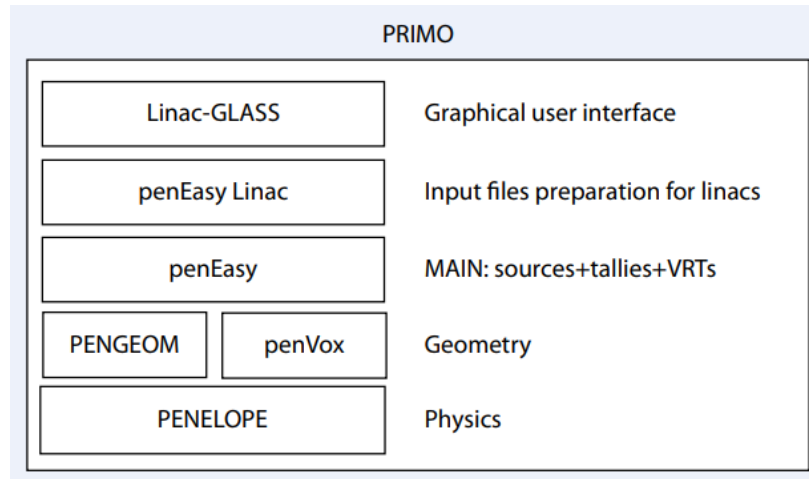 PRIMO
Linac-GLASS Graphical user interface
penEasy Linac Input files preparation for linacs
penEasy MAIN: sources+tallies+VRTs
PENGEOM penVox Geometry
PENELOPE Physics